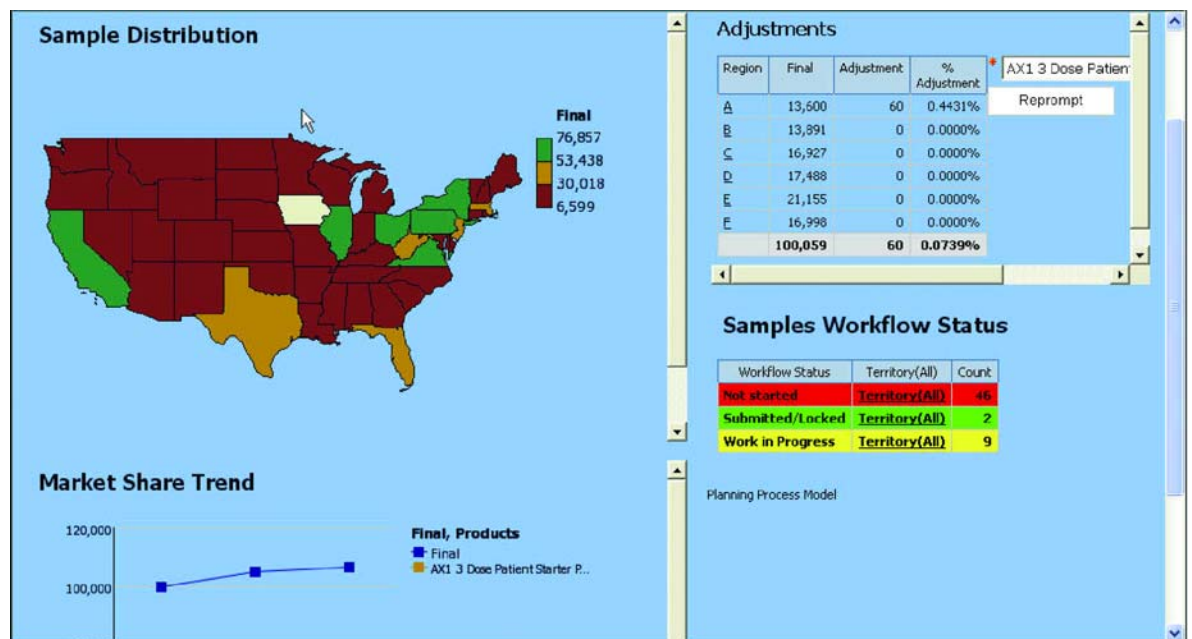 Sample Distribution
Final
76,857
53,438
30,018
6,599
Market Share Trend
120,000
100,000
Final, Products
Final
AX1 3 Dose Patient Starter P...
Adjustments
Region Final Adjustment % Adjustment
A 13,600 60 0.4431%
B 13,891 0 0.0000%
C 16,927 0 0.0000%
D 17,488 0 0.0000%
E 21,155 0 0.0000%
F 16,998 0 0.0000%
100,059 60 0.0739%
* AX1 3 Dose Patien
Reprompt
Samples Workflow Status
Workflow Status Territory(All) Count
Not started Territory(All) 46
Submitted/Locked Territory(All) 2
Work in Progress Territory(All) 9
Planning Process Model